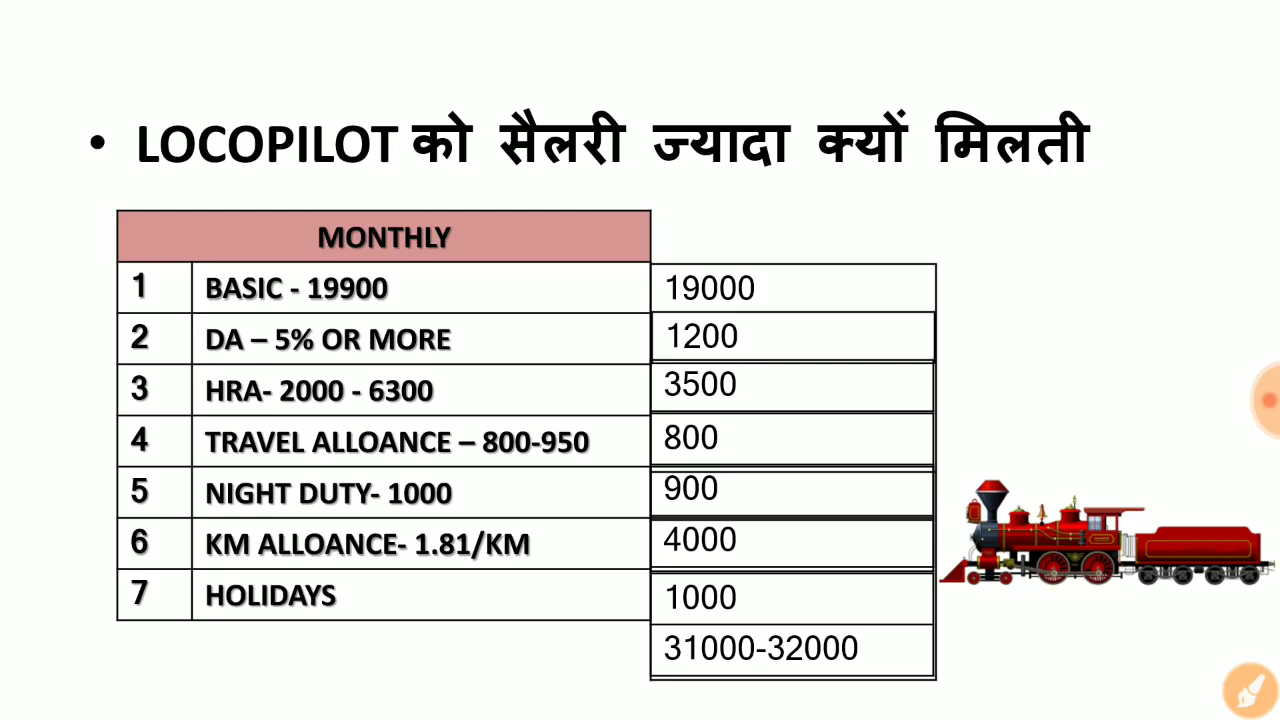 • LOCOPILOT को सैलरी ज्यादा क्यों मिलती
MONTHLY
1 BASIC - 19900 19000
2 DA – 5% OR MORE 1200
3 HRA- 2000 - 6300 3500
4 TRAVEL ALLOANCE – 800-950 800
5 NIGHT DUTY- 1000 900
6 KM ALLOANCE- 1.81/KM 4000
7 HOLIDAYS 1000
31000-32000